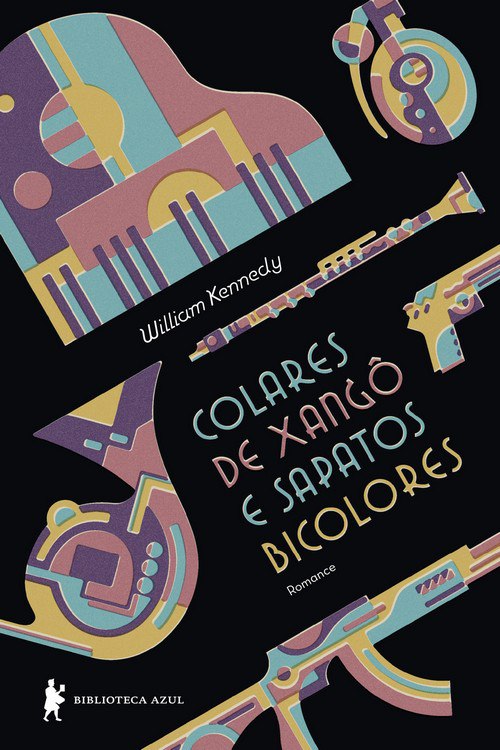 William Kennedy
COLARES
DE XANGÔ
E SAPATOS
BICOLORES
Romance
BIBLIOTECA AZUL